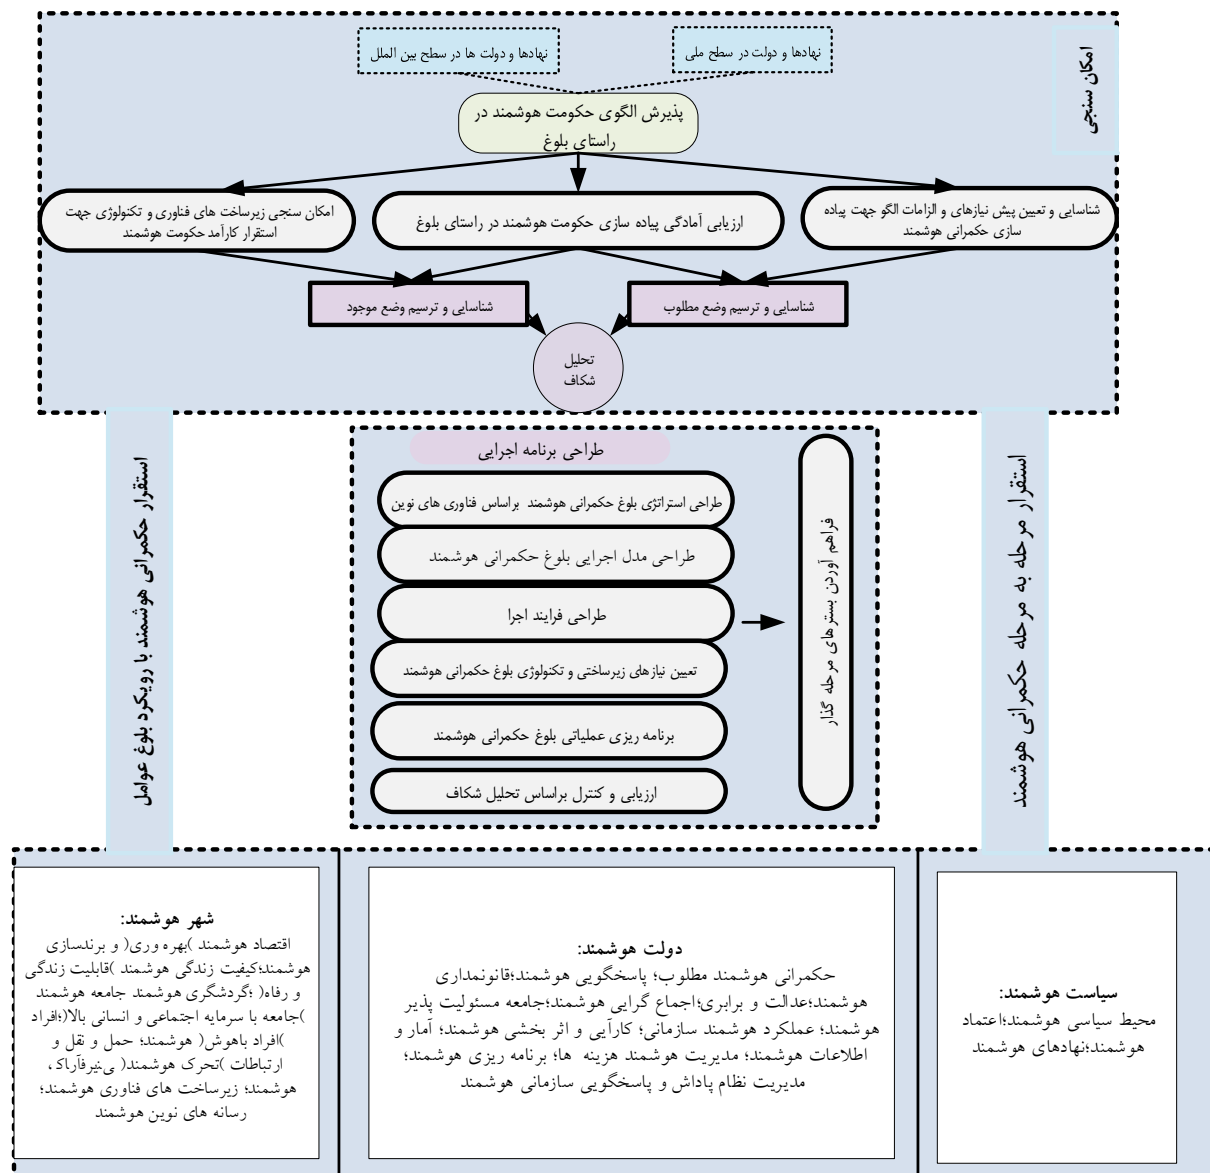 امکان سنجی
نهادها و دولت در سطح ملی
نهادها و دولت ها در سطح بین الملل
پذیرش الگوی حکومت هوشمند در
راستای بلوغ
شناسایی و تعیین پیش نیازهای و الزامات الگو جهت پیاده
سازی حکمرانی هوشمند
ارزیابی آمادگی پیاده سازی حکومت هوشمند در راستای بلوغ
امکان سنجی زیرساخت های فناوری و تکنولوژی جهت
استقرار کارآمد حکومت هوشمند
شناسایی و ترسیم وضع مطلوب
شناسایی و ترسیم وضع موجود
تحلیل
شکاف
استقرار مرحله به مرحله حکمرانی هوشمند
فراهم آوردن بسترهای مرحله گذار
طراحی برنامه اجرایی
طراحی استراتژی بلوغ حکمرانی هوشمند براساس فناوری های نوین
طراحی مدل اجرایی بلوغ حکمرانی هوشمند
طراحی فرایند اجرا
تعیین نیازهای زیرساختی و تکنولوژی بلوغ حکمرانی هوشمند
برنامه ریزی عملیاتی بلوغ حکمرانی هوشمند
ارزیابی و کنترل براساس تحلیل شکاف
استقرار حکمرانی هوشمند با رویکرد بلوغ عوامل
سیاست هوشمند:
محیط سیاسی هوشمند؛اعتماد
هوشمند؛نهادهای هوشمند
دولت هوشمند:
حکمرانی هوشمند مطلوب؛ پاسخگویی هوشمند؛قانونمداری
هوشمند؛عدالت و برابری؛اجماع گرایی هوشمند؛جامعه مسئولیت پذیر
هوشمند؛ عملکرد هوشمند سازمانی؛ کارآیی و اثر بخشی هوشمند؛ آمار و
اطلاعات هوشمند؛ مدیریت هوشمند هزینه ها؛ برنامه ریزی هوشمند؛
مدیریت نظام پاداش و پاسخگویی سازمانی هوشمند
شهر هوشمند:
اقتصاد هوشمند )بهره وری( و برندسازی
هوشمند؛کیفیت زندگی هوشمند )قابلیت زندگی
و رفاه( ؛گردشگری هوشمند جامعه هوشمند
)جامعه با سرمایه اجتماعی و انسانی بالا(؛افراد
)افراد باهوش( هوشمند؛ حمل و نقل و
ارتباطات )تحرک هوشمند(
هوشمند؛ زیرساخت های فناوری هوشمند؛
رسانه های نوین هوشمند